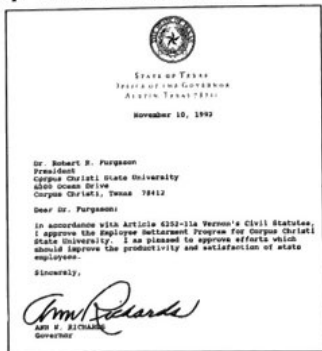 STATE OF TEXAS
OFFICE OF THE GOVERNOR
AUSTIN, TEXAS
November 10, 1992
Dr. Robert R. Furgason
President
Corpus Christi State University
6300 Ocean Drive
Corpus Christi, Texas 78412
Dear Dr. Furgason:
In accordance with Article 6252-11a Vernon's Civil Statutes,
I approve the Employee Betterment Program for Corpus Christi
State University. I am pleased to approve efforts which
should improve the productivity and satisfaction of state
employees.
Sincerely,
Ann Richards
ANN W. RICHARDS
Governor